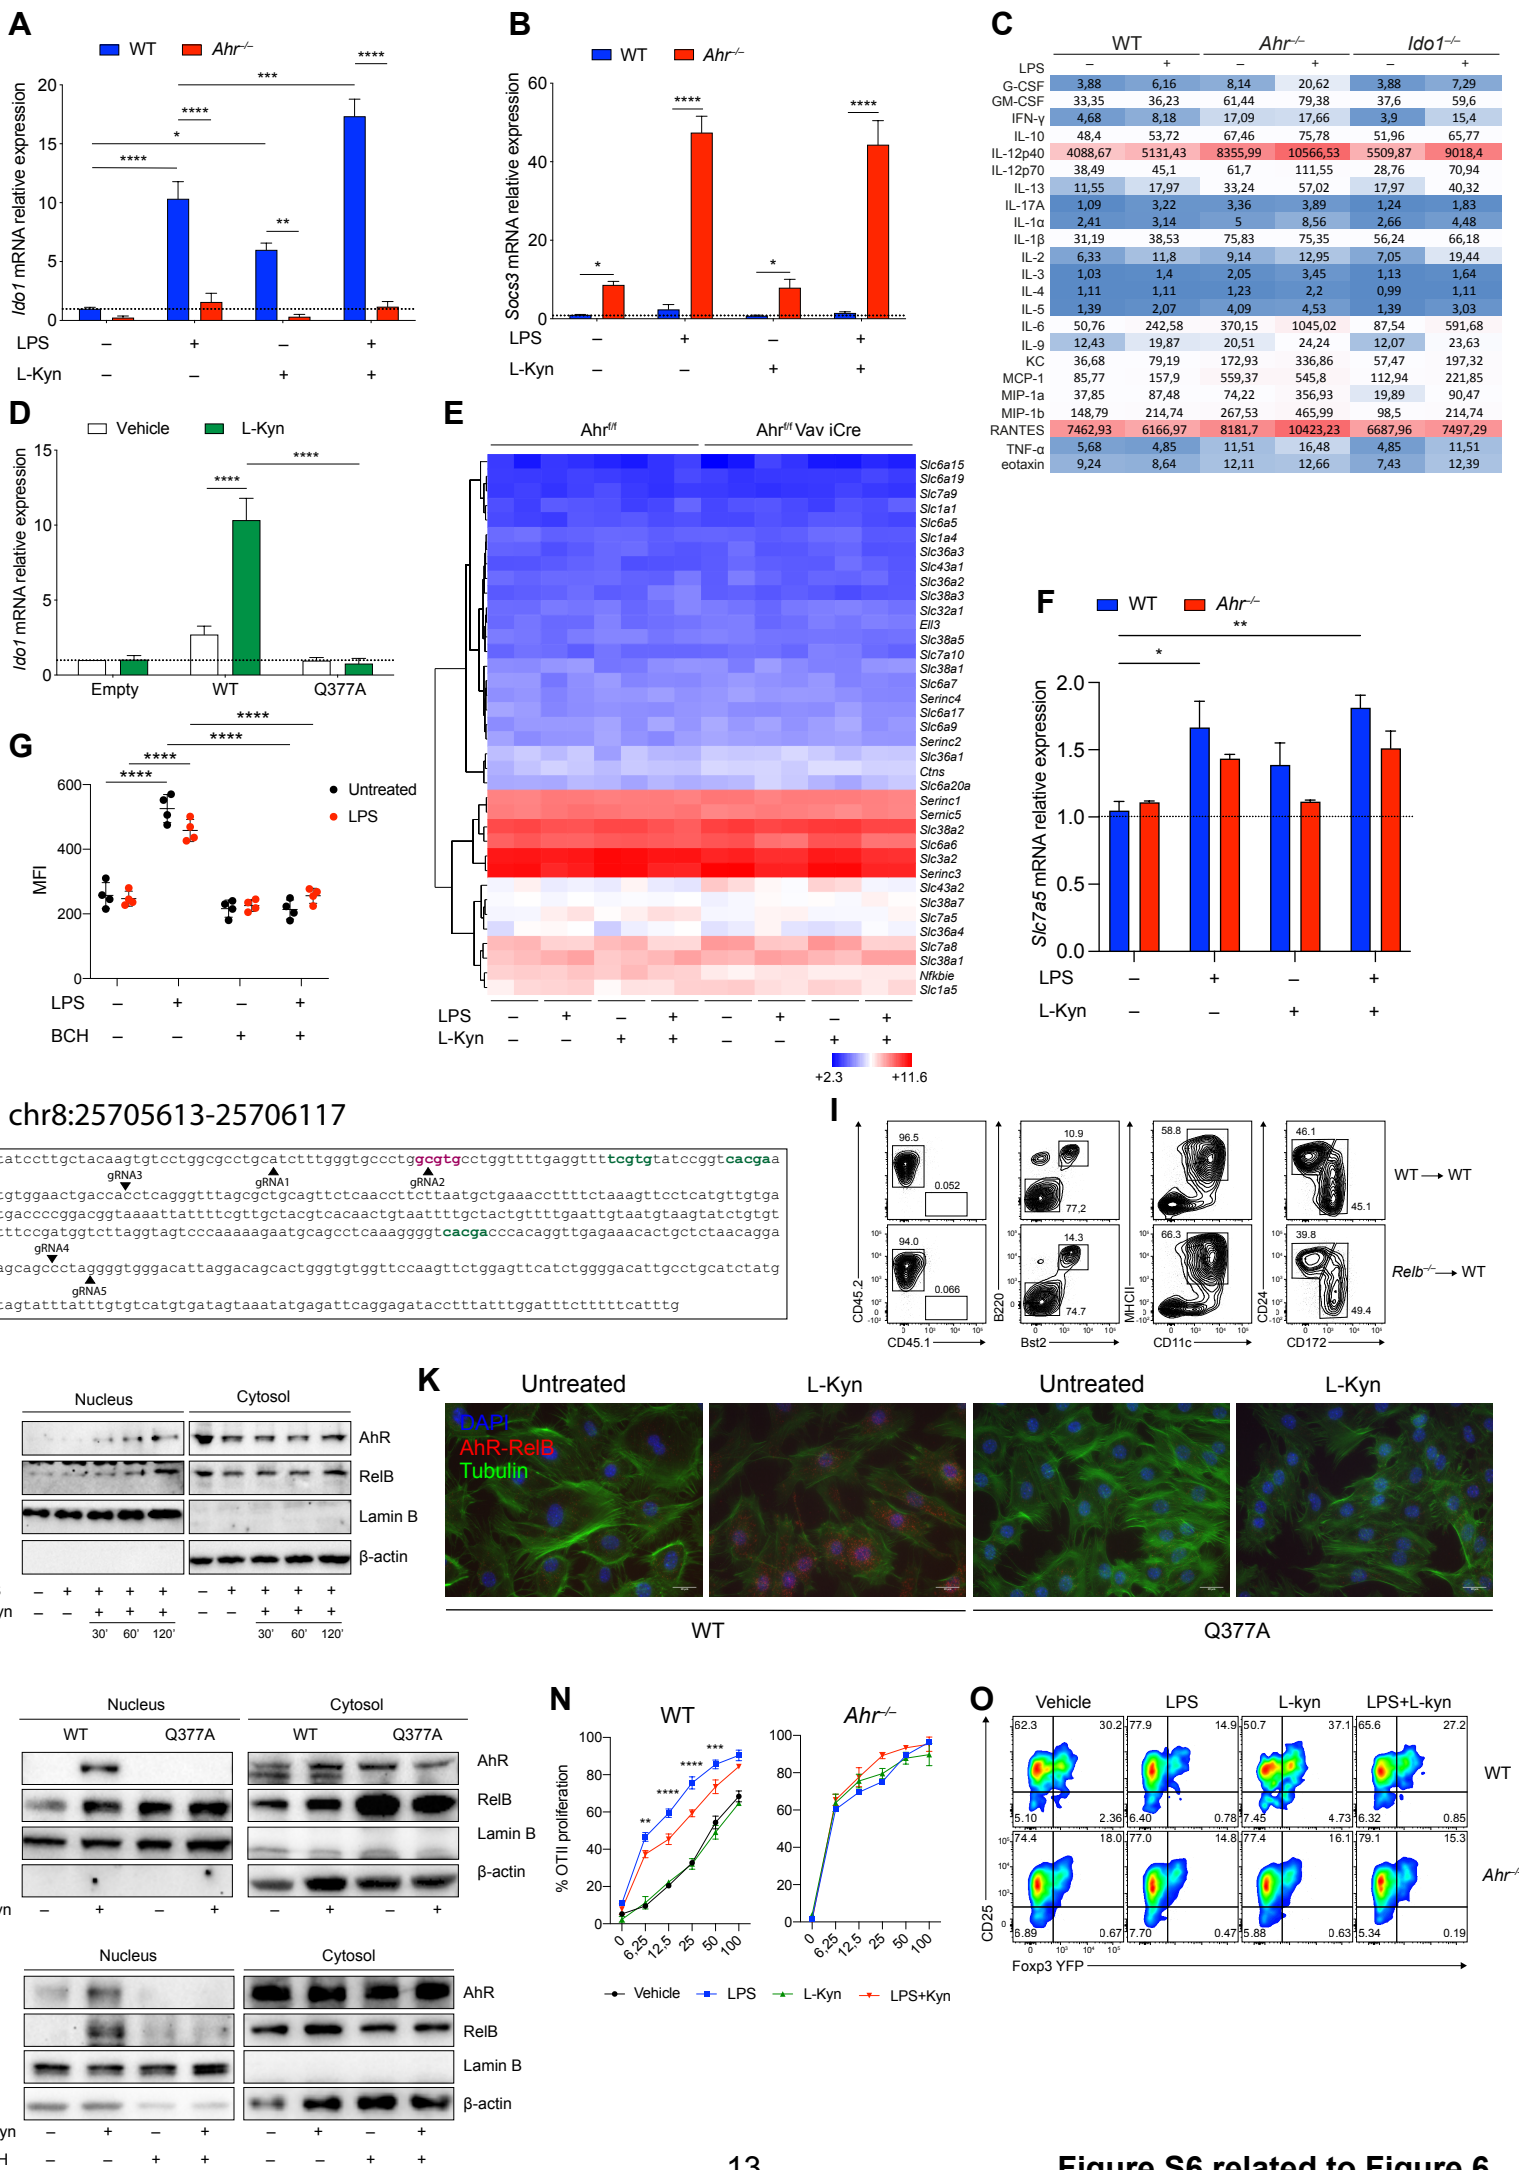 A
WT Ahr–/–
Ido1 mRNA relative expression
20
15
10
5
0
**** *** **** * **** **
LPS – + – +
L-Kyn – – + +
B
WT Ahr–/–
Socs3 mRNA relative expression
60
40
20
0
* **** * ****
LPS – + – +
L-Kyn – – + +
C
WT Ahr–/– Ido1–/–
LPS – + – + – +
G-CSF 3,88 6,16 8,14 20,62 3,88 7,29
GM-CSF 33,35 36,23 61,44 79,38 37,6 59,6
IFN-γ 4,68 8,18 17,09 17,66 3,9 15,4
IL-10 48,4 53,72 67,46 75,78 51,96 65,77
IL-12p40 4088,67 5131,43 8355,99 10566,53 5509,87 9018,4
IL-12p70 38,49 45,1 61,7 111,55 28,76 70,94
IL-13 11,55 17,97 33,24 57,02 17,97 40,32
IL-17A 1,09 3,22 3,36 3,89 1,24 1,83
IL-1α 2,41 3,14 5 8,56 2,66 4,48
IL-1β 31,19 38,53 75,83 75,35 56,24 66,18
IL-2 6,33 11,8 9,14 12,95 7,05 19,44
IL-3 1,03 1,4 2,05 3,45 1,13 1,64
IL-4 1,11 1,11 1,23 2,2 0,99 1,11
IL-5 1,39 2,07 4,09 4,53 1,39 3,03
IL-6 50,76 242,58 370,15 1045,02 87,54 591,68
IL-9 12,43 19,87 20,51 24,24 12,07 23,63
KC 36,68 79,19 172,93 336,86 57,47 197,32
MCP-1 85,77 157,9 559,37 545,8 112,94 221,85
MIP-1a 37,85 87,48 74,22 356,93 19,89 90,47
MIP-1b 148,79 214,74 267,53 465,99 98,5 214,74
RANTES 7462,93 6166,97 8181,7 10423,23 6687,96 7497,29
TNF-α 5,68 4,85 11,51 16,48 4,85 11,51
eotaxin 9,24 8,64 12,11 12,66 7,43 12,39
D
Vehicle L-Kyn
Ido1 mRNA relative expression
15
10
5
0
**** ****
Empty WT Q377A
E
Ahrf/f Ahrf/f Vav iCre
Slc6a15
Slc6a19
Slc7a9
Slc1a1
Slc6a5
Slc1a4
Slc36a3
Slc43a1
Slc36a2
Slc38a3
Slc32a1
Ell3
Slc38a5
Slc7a10
Slc38a1
Slc6a7
Serinc4
Slc6a17
Slc6a9
Serinc2
Slc36a1
Ctns
Slc6a20a
Serinc1
Sernic5
Slc38a2
Slc6a6
Slc3a2
Serinc3
Slc43a2
Slc38a7
Slc7a5
Slc36a4
Slc7a8
Slc38a1
Nfkbie
Slc1a5
LPS – + – + – + – +
L-Kyn – – + + – – + +
+2.3 +11.6
F
WT Ahr–/–
Slc7a5 mRNA relative expression
2.0
1.5
1.0
0.5
0.0
** *
LPS – + – +
L-Kyn – – + +
G
**** **** **** ****
MFI
600
400
200
0
Untreated
LPS
LPS – + – +
BCH – – + +
chr8:25705613-25706117
tatccttgctacaagtgtcctggcgcctgcatctttgggtgccctggcgtgcctggttttgaggttttcgtgtatccggtcacgaa
gRNA3 gRNA1 gRNA2
tgtggaactgaccacctcagggtttagcgctgcagttctcaaccttcttaatgctgaaaccttttctaaagttcctcatgttgtga
tgaccccggacggtaaaattattttcgttgctacgtcacaactgtaattttgctactgttttgaattgtaatgtaagtatctgtgt
tttccgatggtcttaggtagtcccaaaaagaatgcagcctcaaaggggtcacgacccacaggttgagaaacactgctctaacagga
gRNA4
agcagccctaggggtgggacattaggacagcactgggtgtggttccaagttctggagttcatctggggacattgcctgcatctatg
gRNA5
tagtatttatttgtgtcatgtgatagtaaatatgagattcaggagatacctttatttggatttctttttcatttg
I
96.5 0.052 10.9 77,2 58.8 46.1 45.1
WT → WT
94.0 0.066 14.3 74.7 66.3 39.8 49.4
Relb–/– → WT
CD45.2 B220 MHCII CD24
CD45.1 Bst2 CD11c CD172
Nucleus Cytosol
AhR
RelB
Lamin B
β-actin
– + + + + – + + + +
yn – – + + + – – + + +
30' 60' 120' 30' 60' 120'
K
Untreated L-Kyn Untreated L-Kyn
DAPI
AhR-RelB
Tubulin
WT Q377A
Nucleus Cytosol
WT Q377A WT Q377A
AhR
RelB
Lamin B
β-actin
yn – + – + – + – +
Nucleus Cytosol
AhR
RelB
Lamin B
β-actin
yn – + – + – + – +
H – – + + – – + +
N
WT Ahr–/–
% OTII proliferation
100 80 60 40 20 0
** **** **** ***
0 6,25 12,5 25 50 100
100 80 60 40 20 0
0 6,25 12,5 25 50 100
Vehicle LPS L-Kyn LPS+Kyn
O
Vehicle LPS L-kyn LPS+L-kyn
62.3 30.2 77.9 14.9 50.7 37.1 65.6 27.2
WT
5.10 2.36 6.40 0.78 7.45 4.73 6.32 0.85
74.4 18.0 77.0 14.8 77.4 16.1 79.1 15.3
Ahr–/
6.89 0.67 7.70 0.47 5.88 0.63 5.34 0.19
CD25
Foxp3 YFP
13
Figure S6 related to Figure 6